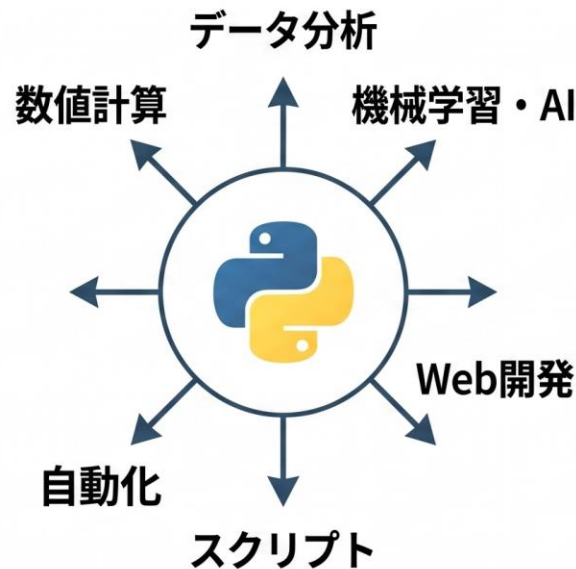 データ分析
数値計算
機械学習・AI
Web開発
自動化
スクリプト